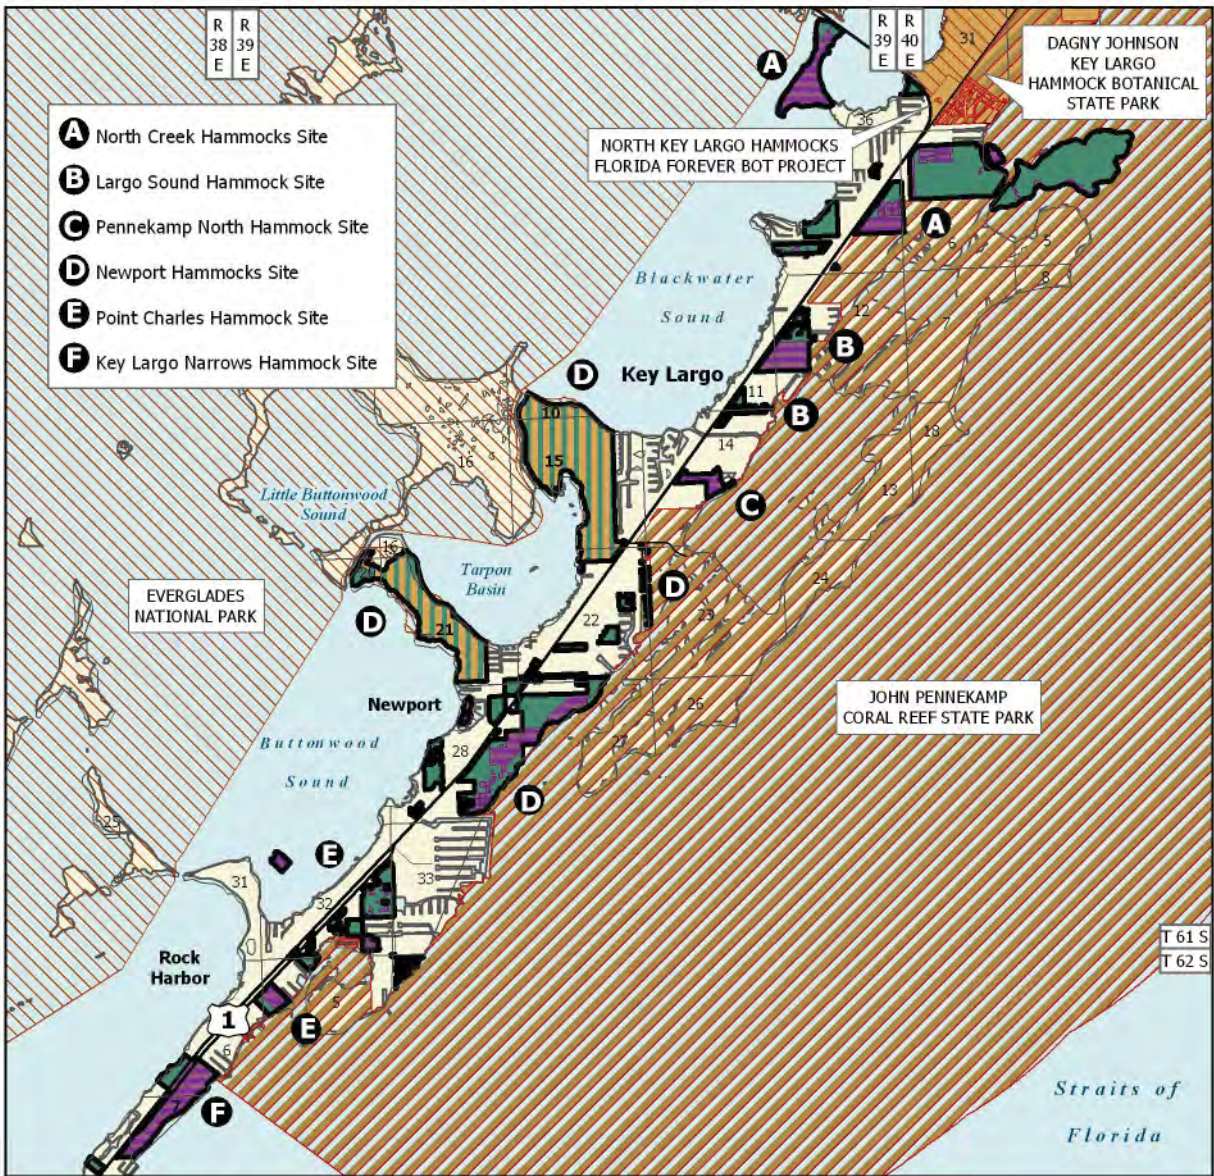 R
38
E
R
39
E
R
39
E
R
40
E
31
DAGNY JOHNSON
KEY LARGO
HAMMOCK BOTANICAL
STATE PARK
A
A North Creek Hammocks Site
B Largo Sound Hammock Site
C Pennekamp North Hammock Site
D Newport Hammocks Site
E Point Charles Hammock Site
F Key Largo Narrows Hammock Site
36
NORTH KEY LARGO HAMMOCKS
FLORIDA FOREVER BOT PROJECT
A
6
5
8
Blackwater
Sound
12
7
B
D
Key Largo
11
10
B
14
18
15
16
C
13
Little Buttonwood
Sound
16
Tarpon
Basin
24
D
EVERGLADES
NATIONAL PARK
D
22
23
21
JOHN PENNEKAMP
CORAL REEF STATE PARK
Newport
26
27
28
Buttonwood
Sound
D
25
E
31
33
32
T 61 S
T 62 S
Rock
Harbor
5
1
E
6
7
F
Straits of
Florida